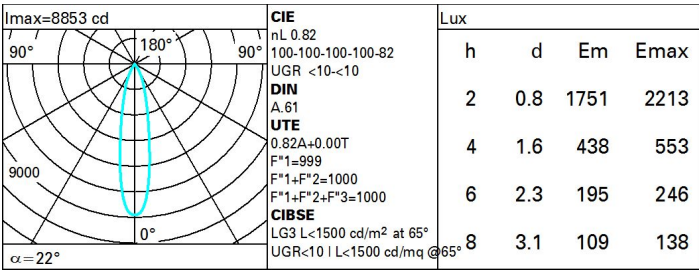 Imax=8853 cd
90°
180°
90°
9000
0°
α=22°
CIE
nL 0.82
100-100-100-100-82
UGR <10-<10
DIN
A.61
UTE
0.82A+0.00T
F"1=999
F"1+F"2=1000
F"1+F"2+F"3=1000
CIBSE
LG3 L<1500 cd/m² at 65°
UGR<10 | L<1500 cd/mq @65°
Lux
h d Em Emax
2 0.8 1751 2213
4 1.6 438 553
6 2.3 195 246
8 3.1 109 138